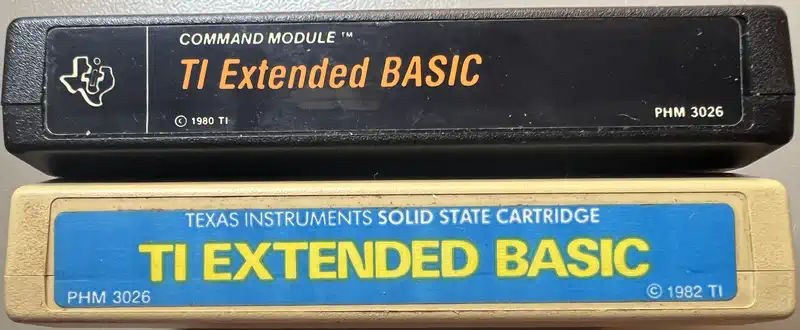 COMMAND MODULE ™
TI Extended BASIC
© 1980 TI
PHM 3026
TEXAS INSTRUMENTS SOLID STATE CARTRIDGE
TI EXTENDED BASIC
PHM 3026
© 1982 TI